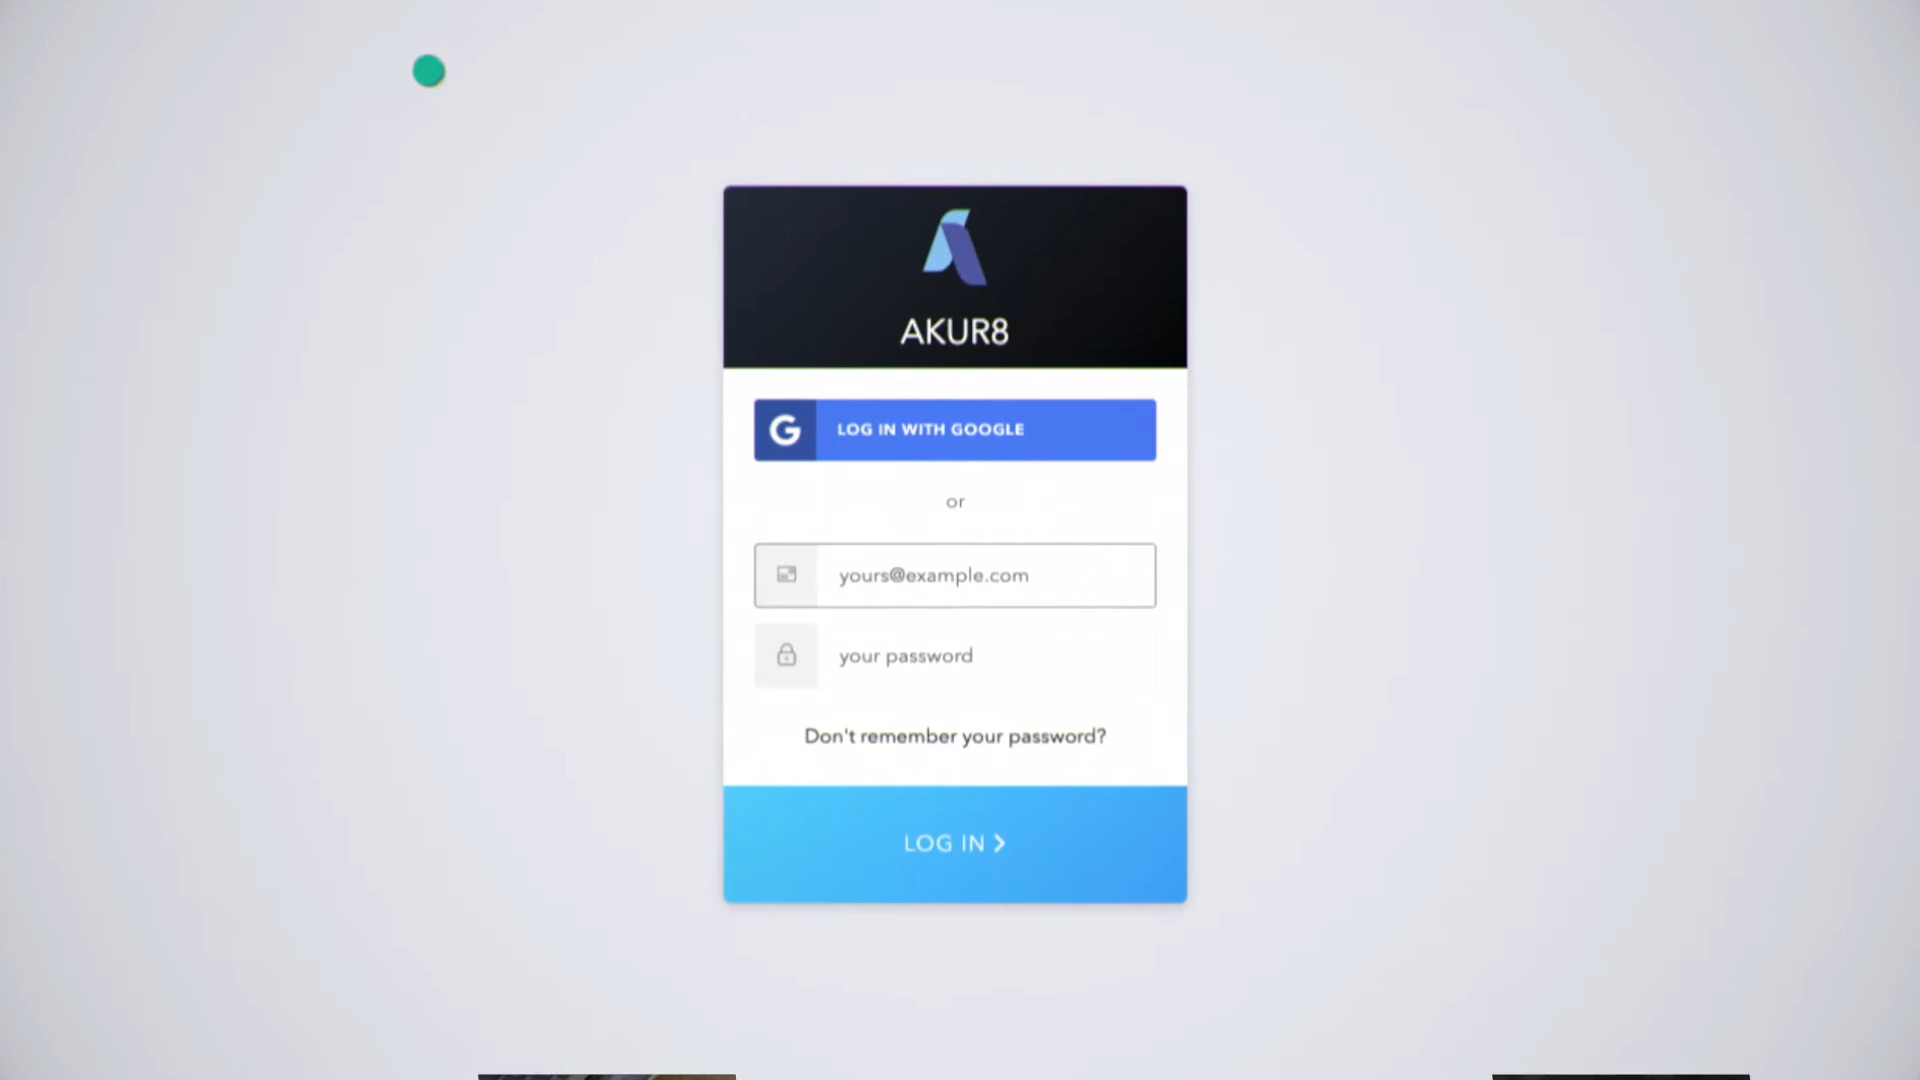 AKUR8
G LOG IN WITH GOOGLE
or
yours@example.com
your password
Don't remember your password?
LOG IN >